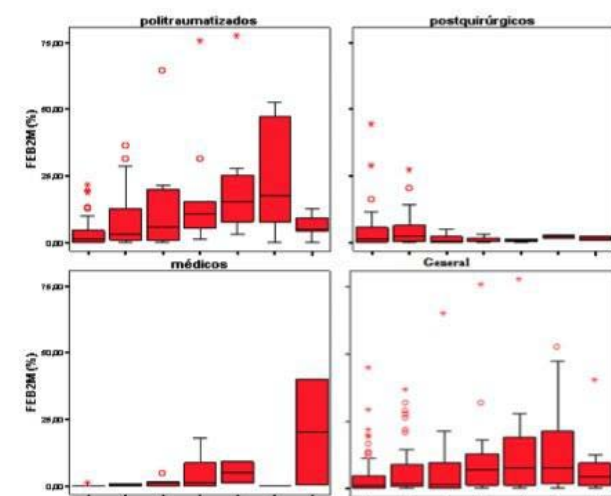 politraumatizados
postquirúrgicos
75,00
50,00
25,00
0,00
FEB2M(%)
médicos
General
75,00
50,00
25,00
0,00
FEB2M(%)